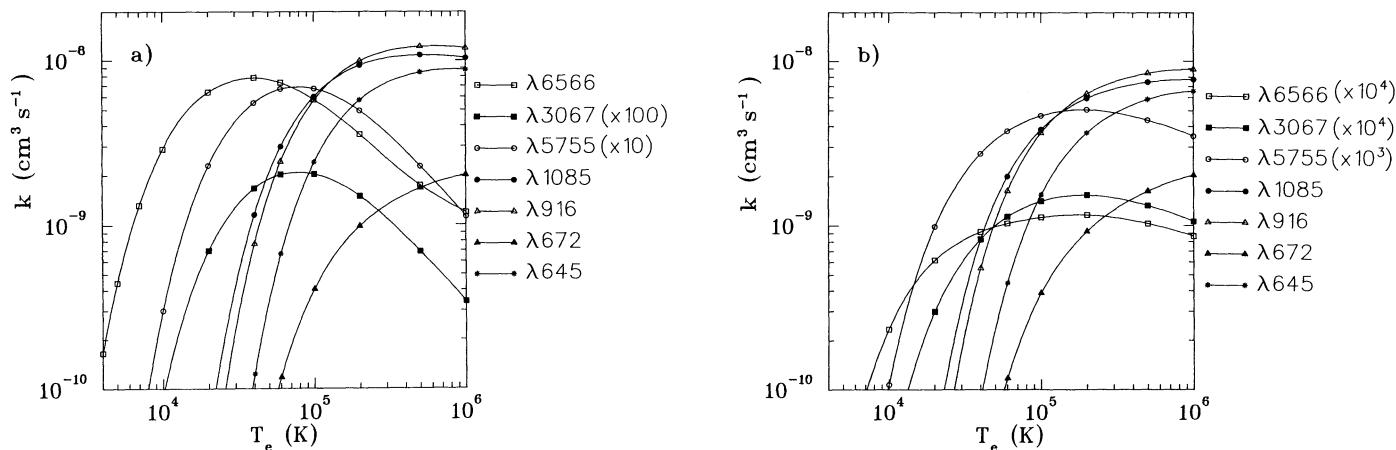 a)
k (cm³ s⁻¹)
10⁻⁸
10⁻⁹
10⁻¹⁰
10⁴
10⁵
10⁶
Tₑ (K)
λ6566
λ3067 (x100)
λ5755 (x10)
λ1085
λ916
λ672
λ645
b)
k (cm³ s⁻¹)
10⁻⁸
10⁻⁹
10⁻¹⁰
10⁴
10⁵
10⁶
Tₑ (K)
λ6566 (x10⁴)
λ3067 (x10⁴)
λ5755 (x10³)
λ1085
λ916
λ672
λ645